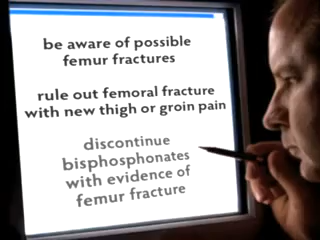 be aware of possible
femur fractures
rule out femoral fracture
with new thigh or groin pain
discontinue
bisphosphonates
with evidence of
femur fracture